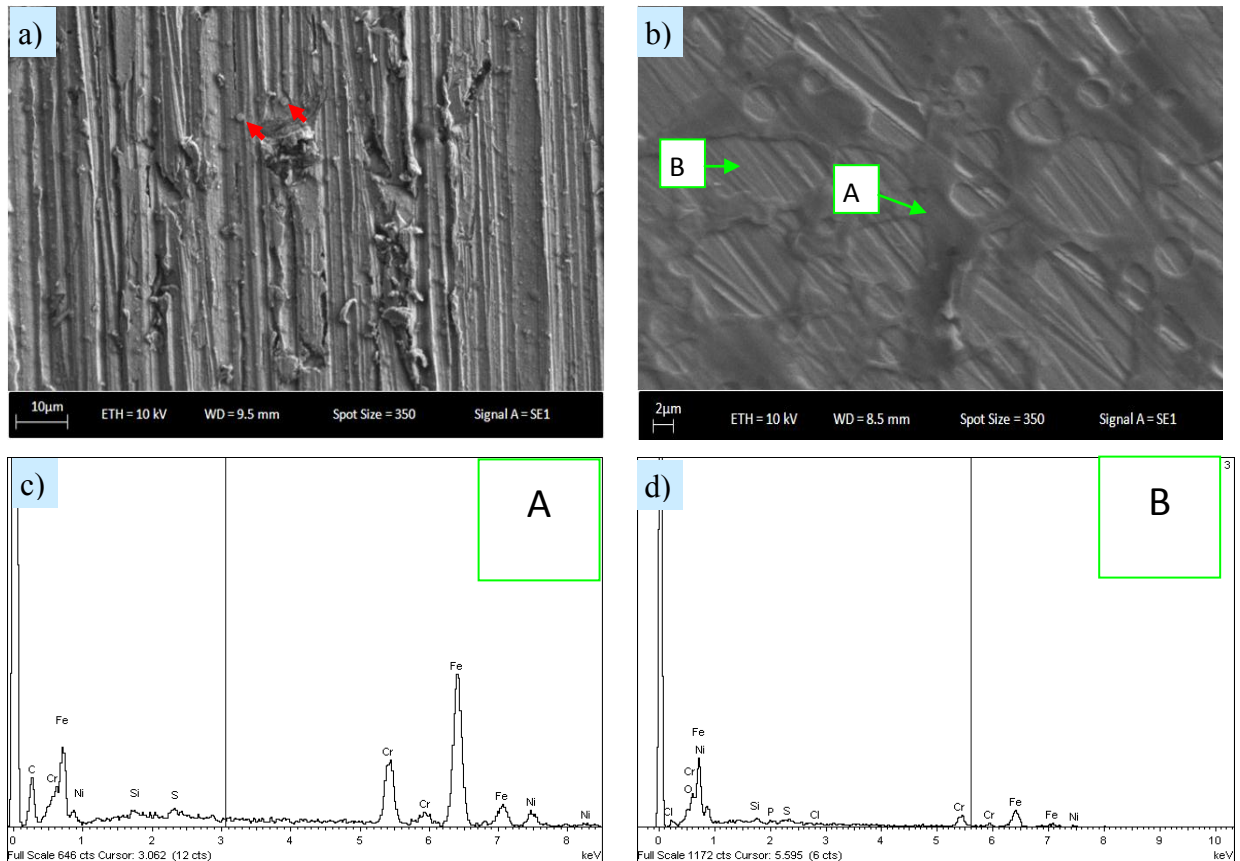 a)
10µm ETH = 10 kV WD = 9.5 mm Spot Size = 350 Signal A = SE1
b)
B
A
2µm ETH = 10 kV WD = 8.5 mm Spot Size = 350 Signal A = SE1
c)
A
C
Cr
Fe
Ni
Si
S
Cr
Cr
Fe
Fe
Ni
Ni
0 1 2 3 4 5 6 7 8
Full Scale 646 cts Cursor: 3.062 (12 cts) keV
d)
B
3
Cl
O
Cr
Fe
Ni
Si
P
S
Cl
Cr
Cr
Fe
Fe
Ni
0 1 2 3 4 5 6 7 8 9 10
Full Scale 1172 cts Cursor: 5.595 (6 cts) keV